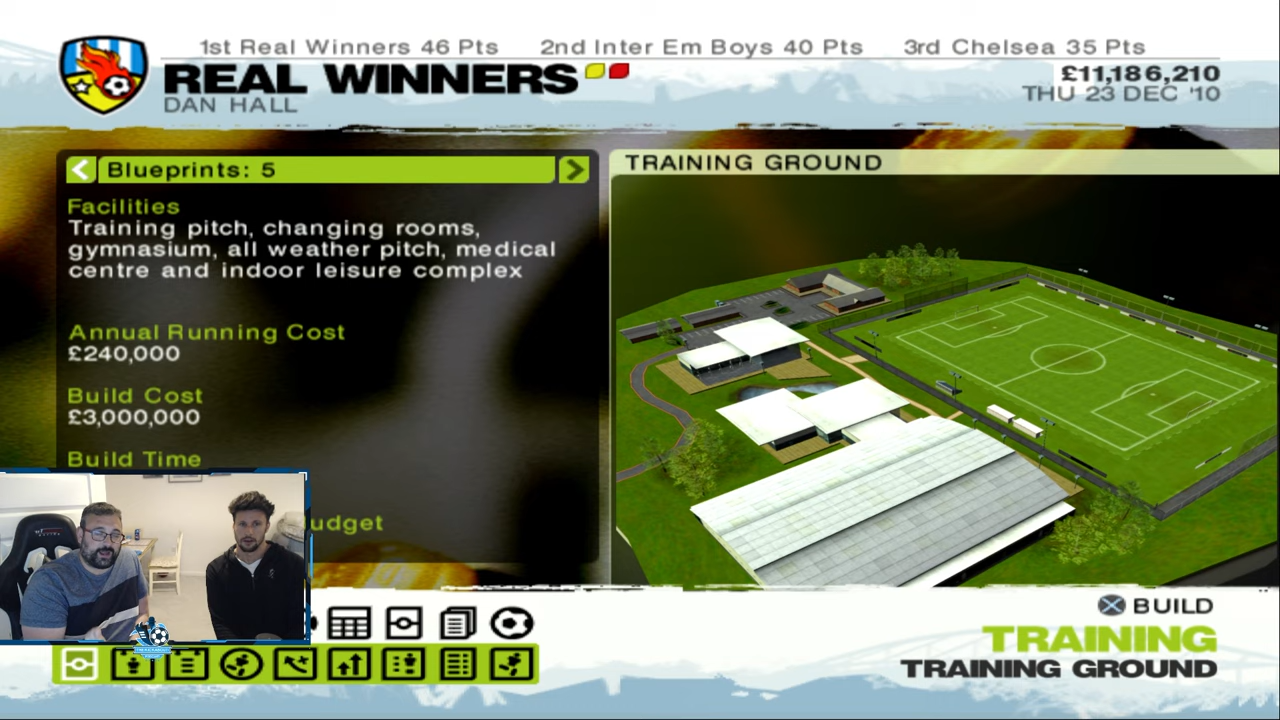 1st Real Winners 46 Pts 2nd Inter Em Boys 40 Pts 3rd Chelsea 35 Pts
REAL WINNERS
DAN HALL
£11,186,210
THU 23 DEC '10
Blueprints: 5
Facilities
Training pitch, changing rooms,
gymnasium, all weather pitch, medical
centre and indoor leisure complex
Annual Running Cost
£240,000
Build Cost
£3,000,000
Build Time
udget
TRAINING GROUND
BUILD
TRAINING
TRAINING GROUND